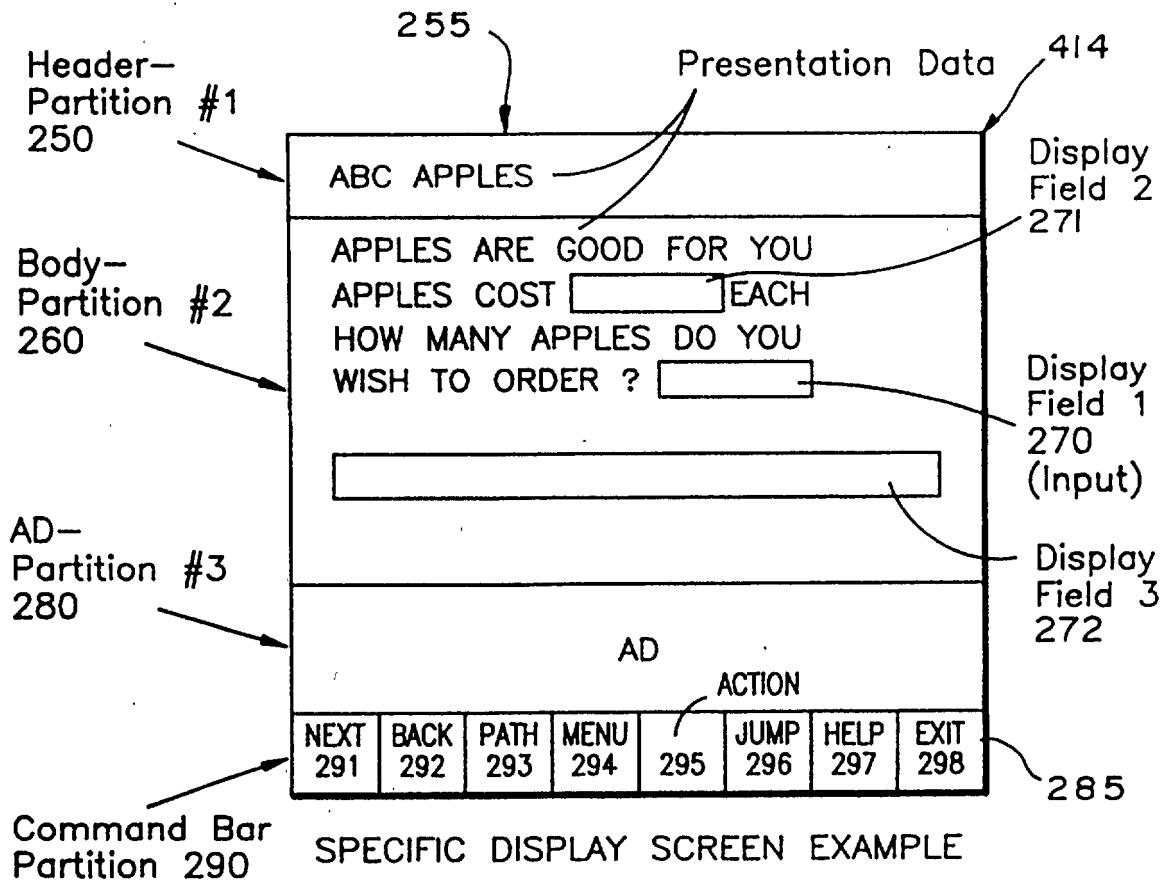 255
414
Presentation Data
Header—
Partition #1
250
ABC APPLES
Display
Field 2
271
APPLES ARE GOOD FOR YOU
APPLES COST EACH
HOW MANY APPLES DO YOU
WISH TO ORDER ?
Body—
Partition #2
260
Display
Field 1
270
(Input)
AD—
Partition #3
280
Display
Field 3
272
AD
ACTION
NEXT BACK PATH MENU JUMP HELP EXIT
291 292 293 294 295 296 297 298
285
Command Bar
Partition 290
SPECIFIC DISPLAY SCREEN EXAMPLE